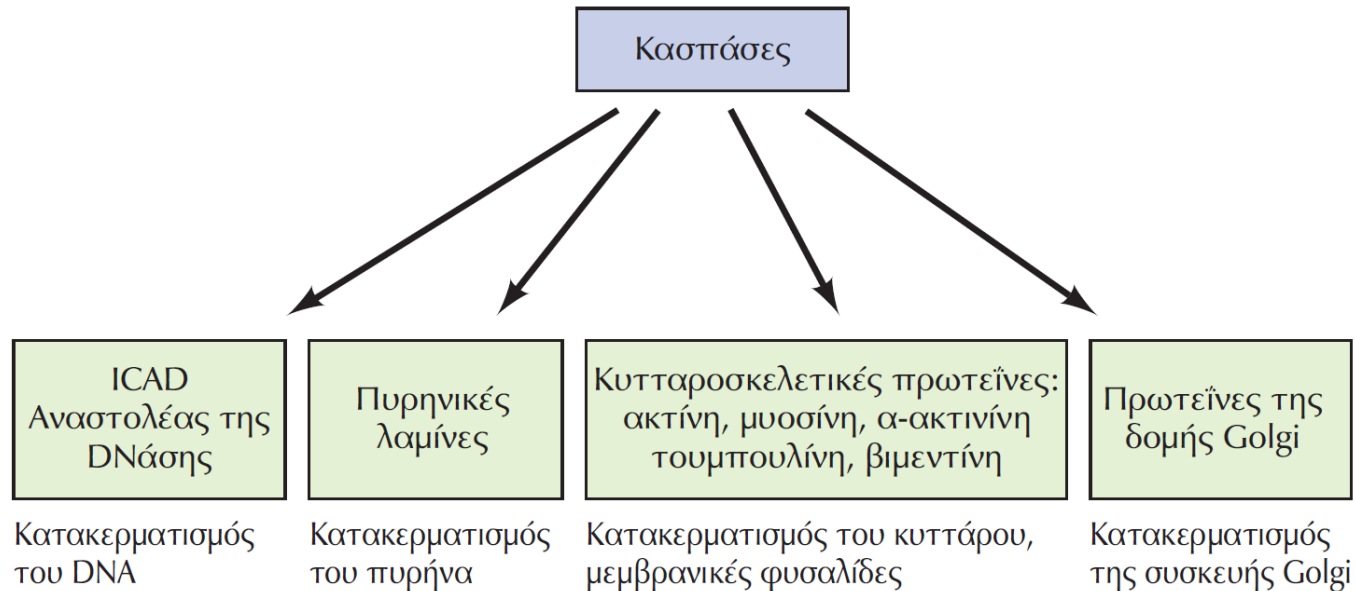 Κασπάσες
ICAD
Αναστολέας της
DNάσης
Πυρηνικές
λαμίνες
Κυτταροσκελετικές πρωτεΐνες:
ακτίνη, μυοσίνη, α-ακτινίνη
τουμπουλίνη, βιμεντίνη
Πρωτεΐνες της
δομής Golgi
Κατακερματισμός
του DNA
Κατακερματισμός
του πυρήνα
Κατακερματισμός του κυττάρου,
μεμβρανικές φυσαλίδες
Κατακερματισμός
της συσκευής Golgi